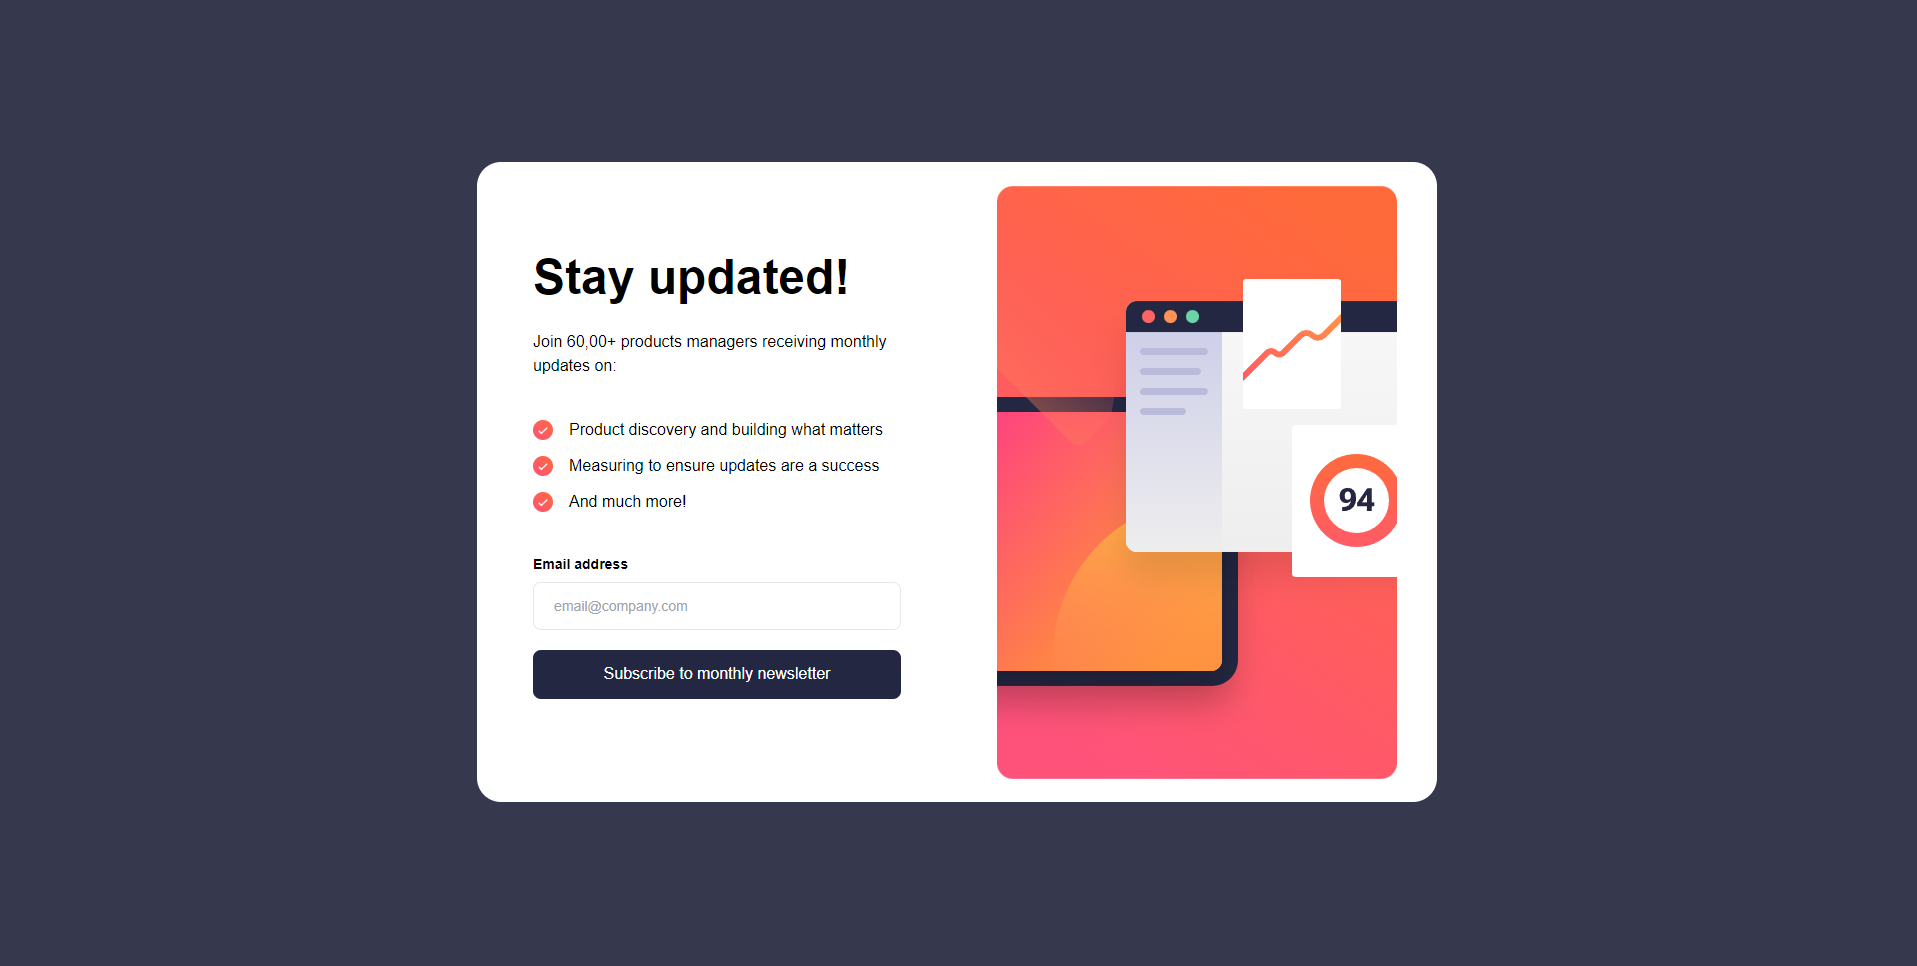 Stay updated!
Join 60,00+ products managers receiving monthly
updates on:
Product discovery and building what matters
Measuring to ensure updates are a success
And much more!
Email address
email@company.com
Subscribe to monthly newsletter
94